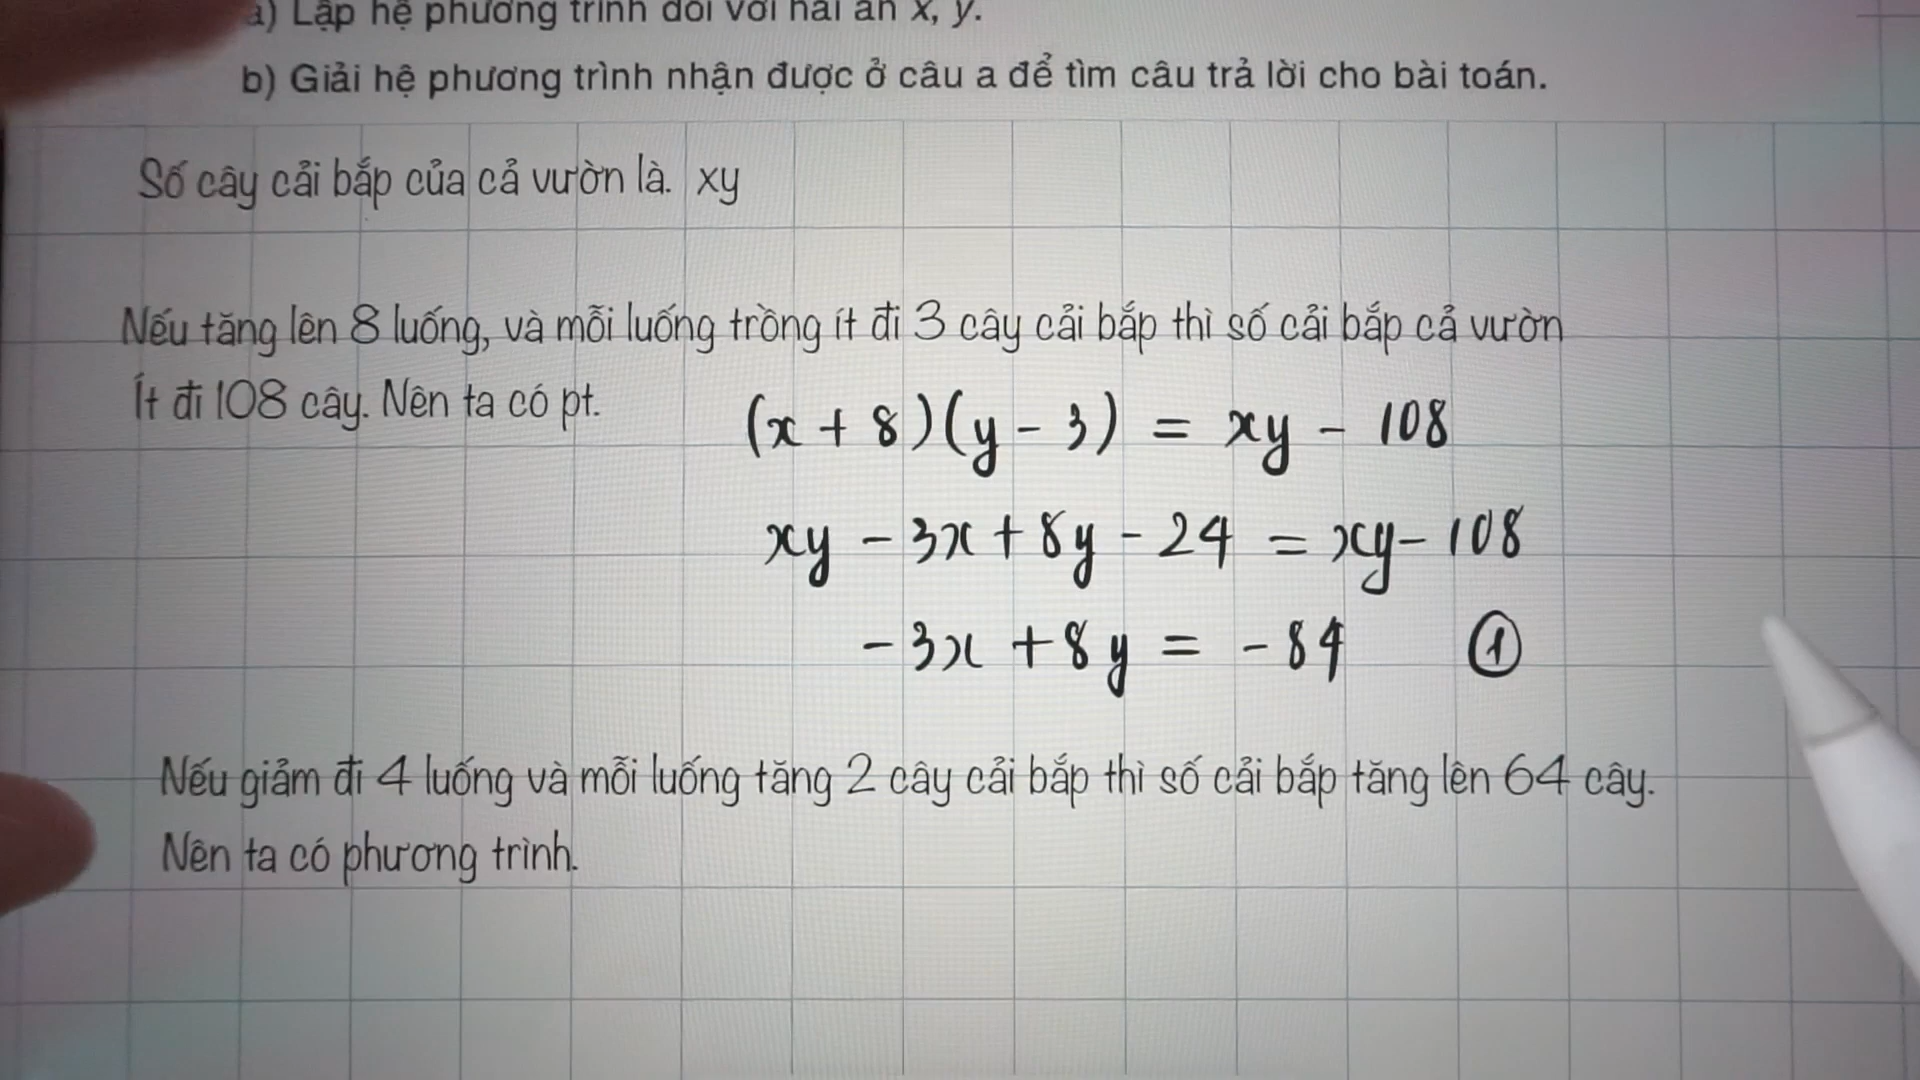 a) Lập hệ phương trình đối với hai ẩn x, y.
b) Giải hệ phương trình nhận được ở câu a để tìm câu trả lời cho bài toán.
Số cây cải bắp của cả vườn là. xy
Nếu tăng lên 8 luống, và mỗi luống trồng ít đi 3 cây cải bắp thì số cải bắp cả vườn
Ít đi 108 cây. Nên ta có pt.
(x + 8)(y - 3) = xy - 108
xy - 3x + 8y - 24 = xy - 108
-3x + 8y = -84 ①
Nếu giảm đi 4 luống và mỗi luống tăng 2 cây cải bắp thì số cải bắp tăng lên 64 cây.
Nên ta có phương trình.